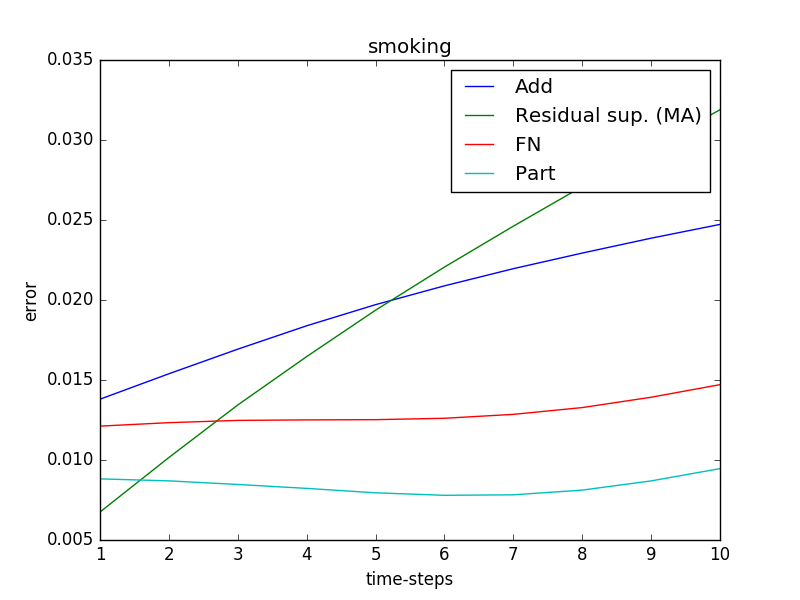 smoking
0.035
0.030
0.025
0.020
0.015
0.010
0.005
error
Add
Residual sup. (MA)
FN
Part
1 2 3 4 5 6 7 8 9 10
time-steps